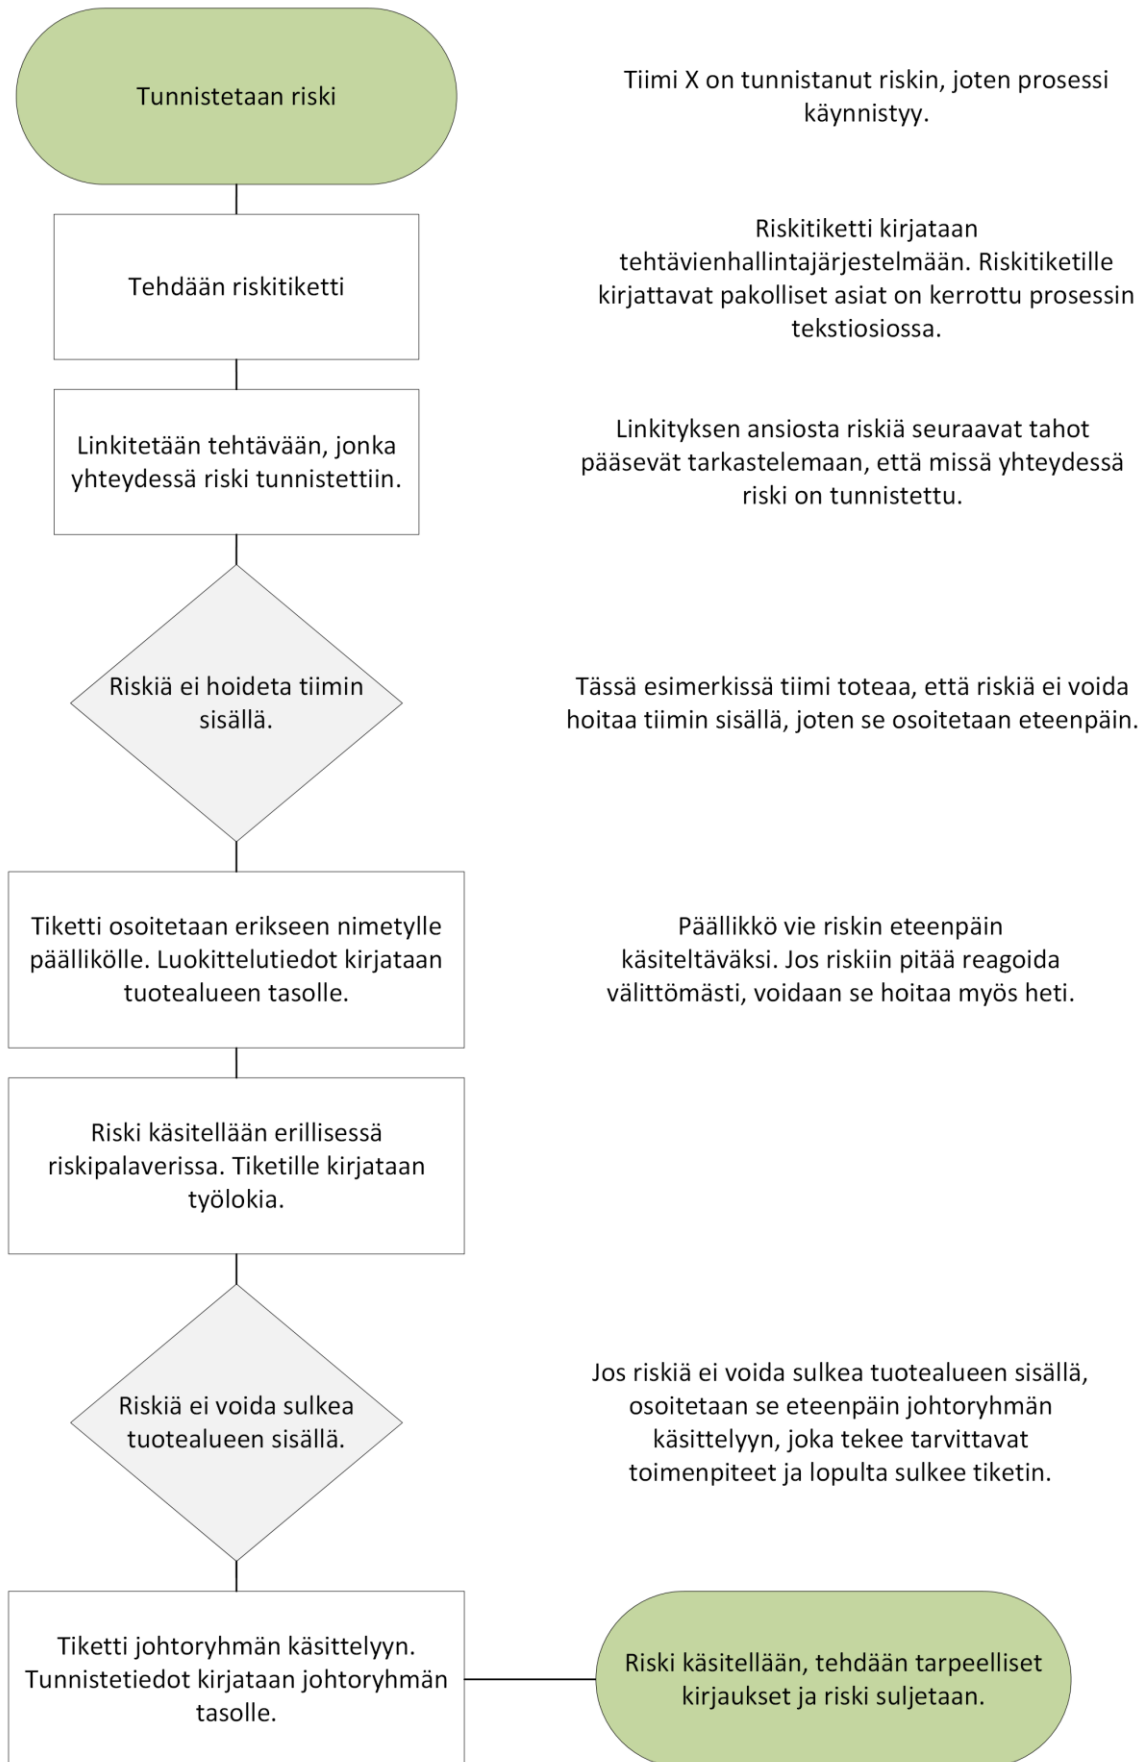 Tunnistetaan riski
Tiimi X on tunnistanut riskin, joten prosessi
käynnistyy.
Tehdään riskitiketti
Riskitiketti kirjataan
tehtävienhallintajärjestelmään. Riskitiketille
kirjattavat pakolliset asiat on kerrottu prosessin
tekstiosiossa.
Linkitetään tehtävään, jonka
yhteydessä riski tunnistettiin.
Linkityksen ansiosta riskiä seuraavat tahot
pääsevät tarkastelemaan, että missä yhteydessä
riski on tunnistettu.
Riskiä ei hoideta tiimin
sisällä.
Tässä esimerkissä tiimi toteaa, että riskiä ei voida
hoitaa tiimin sisällä, joten se osoitetaan eteenpäin.
Tiketti osoitetaan erikseen nimetylle
päällikölle. Luokittelutiedot kirjataan
tuotealueen tasolle.
Päällikkö vie riskin eteenpäin
käsiteltäväksi. Jos riskiin pitää reagoida
välittömästi, voidaan se hoitaa myös heti.
Riski käsitellään erillisessä
riskipalaverissa. Tiketille kirjataan
työlokia.
Riskiä ei voida sulkea
tuotealueen sisällä.
Jos riskiä ei voida sulkea tuotealueen sisällä,
osoitetaan se eteenpäin johtoryhmän
käsittelyyn, joka tekee tarvittavat
toimenpiteet ja lopulta sulkee tiketin.
Tiketti johtoryhmän käsittelyyn.
Tunnistetiedot kirjataan johtoryhmän
tasolle.
Riski käsitellään, tehdään tarpeelliset
kirjaukset ja riski suljetaan.